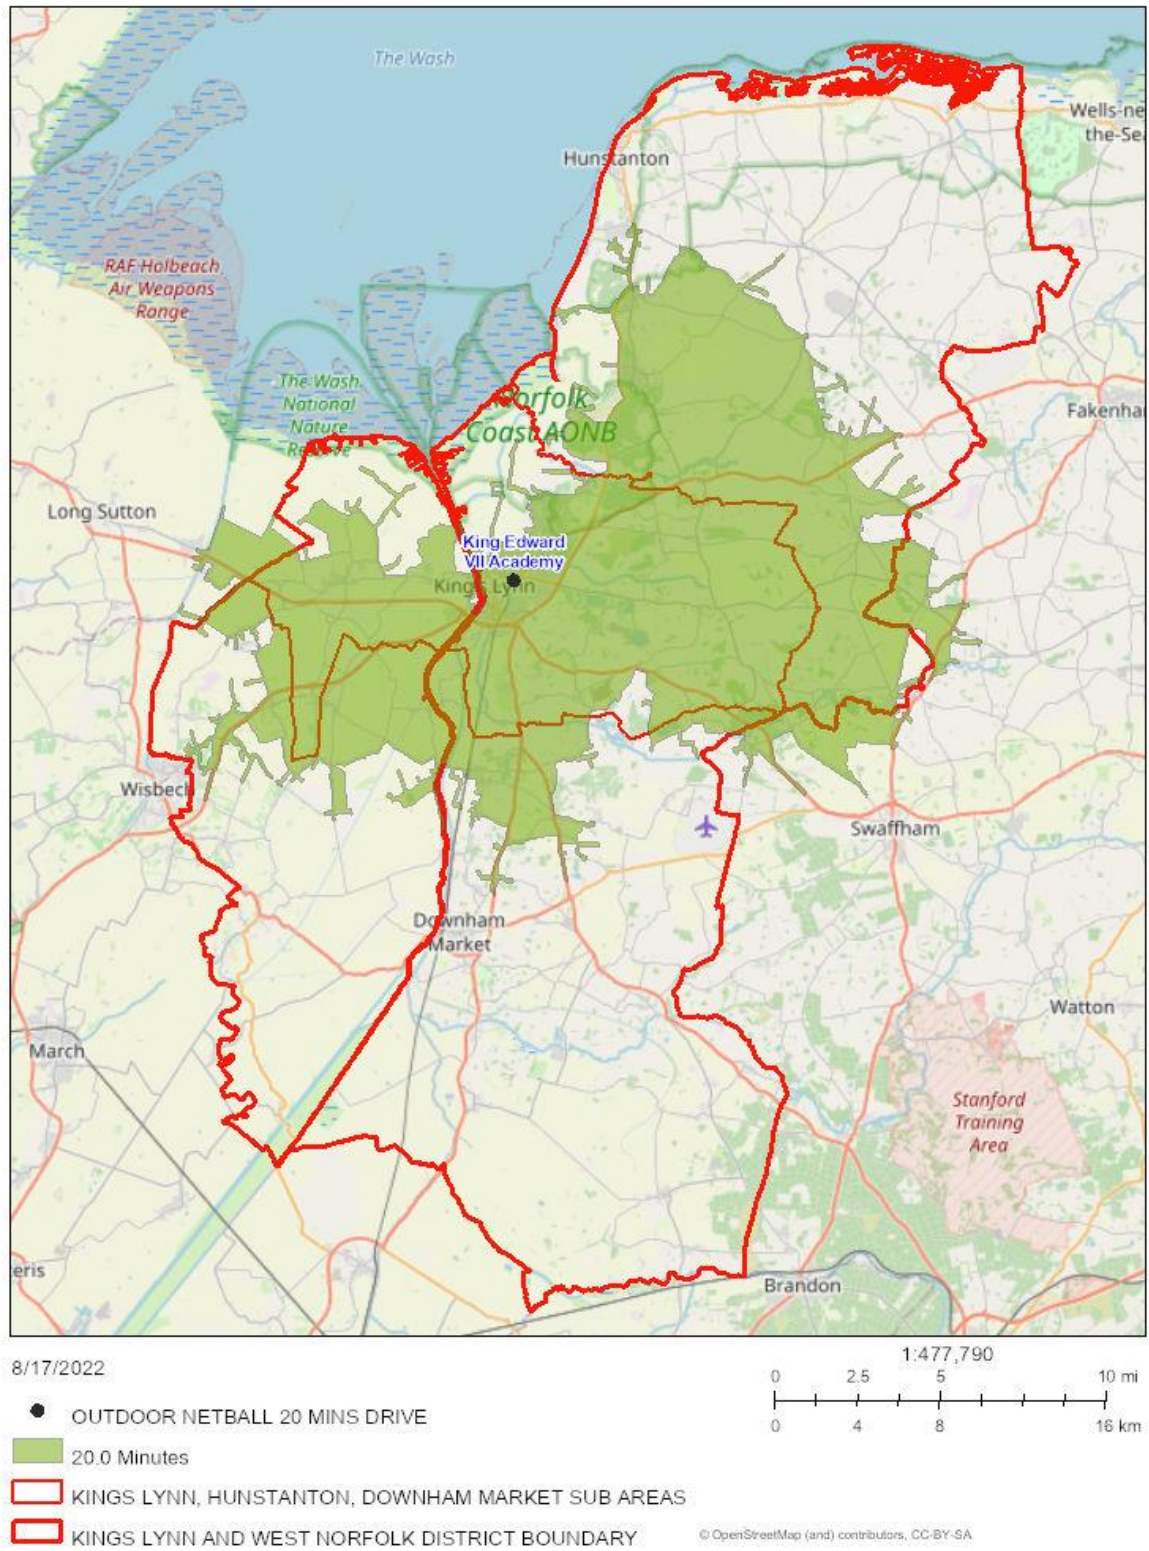 The Wash
Wells-ne
the-Sea
Hunstanton
RAF Holbeach
Air Weapons
Range
The Wash
National
Nature
Reserve
Norfolk
Coast AONB
Fakenha
Long Sutton
King Edward
VII Academy
King's Lynn
Wisbech
Swaffham
Downham
Market
Watton
March
Stanford
Training
Area
eris
Brandon
8/17/2022
1:477,790
0 2.5 5 10 mi
0 4 8 16 km
OUTDOOR NETBALL 20 MINS DRIVE
20.0 Minutes
KINGS LYNN, HUNSTANTON, DOWNHAM MARKET SUB AREAS
KINGS LYNN AND WEST NORFOLK DISTRICT BOUNDARY
© OpenStreetMap (and) contributors, CC-BY-SA